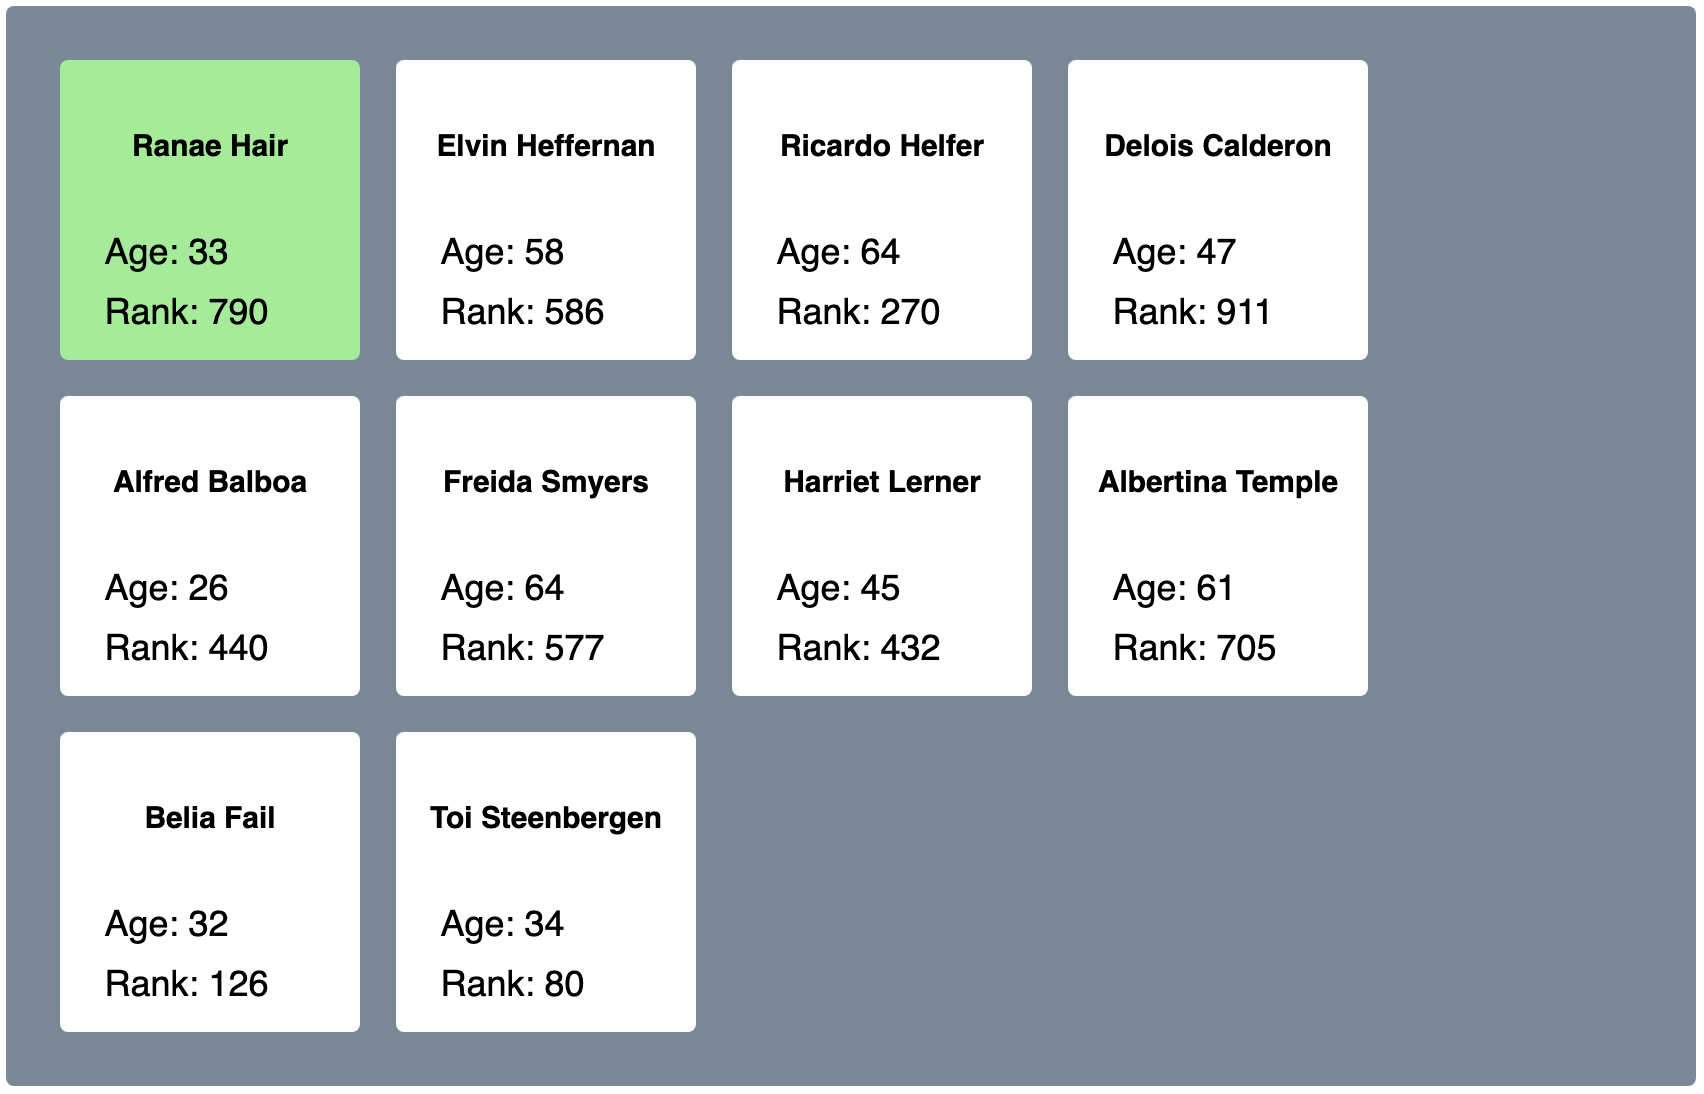 Ranae Hair
Age: 33
Rank: 790
Elvin Heffernan
Age: 58
Rank: 586
Ricardo Helfer
Age: 64
Rank: 270
Delois Calderon
Age: 47
Rank: 911
Alfred Balboa
Age: 26
Rank: 440
Freida Smyers
Age: 64
Rank: 577
Harriet Lerner
Age: 45
Rank: 432
Albertina Temple
Age: 61
Rank: 705
Belia Fail
Age: 32
Rank: 126
Toi Steenbergen
Age: 34
Rank: 80